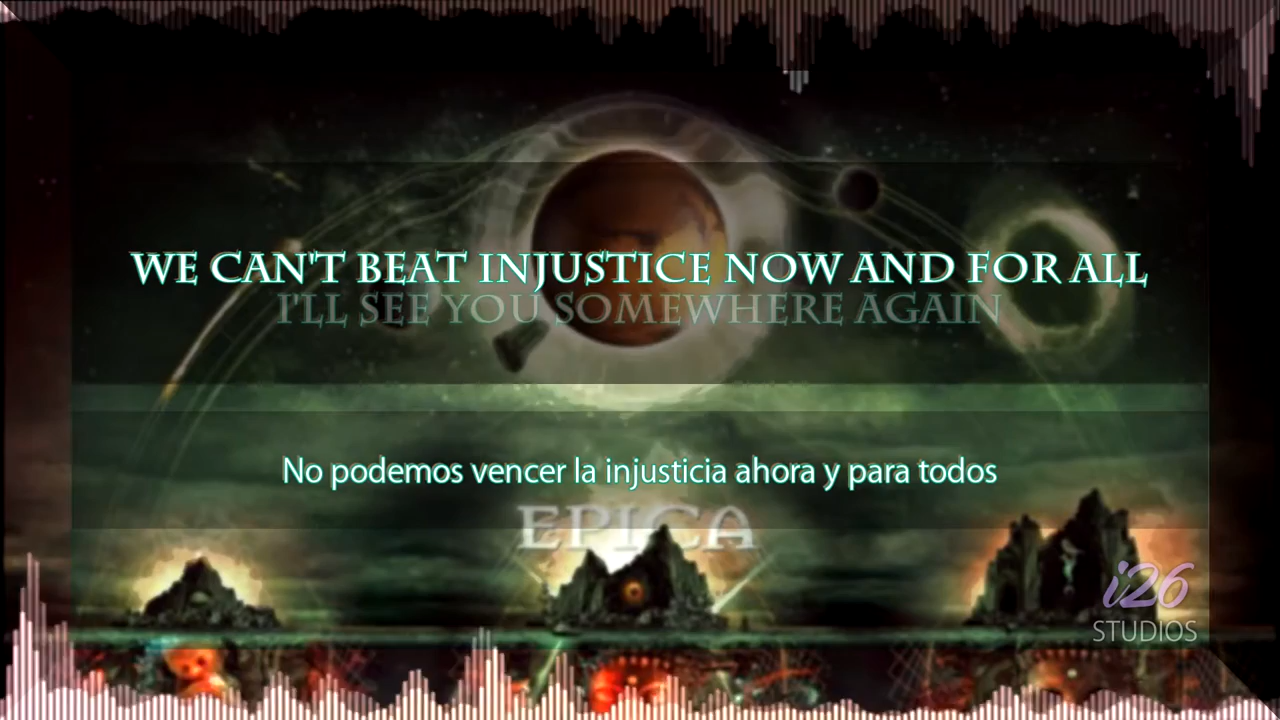 WE CAN'T BEAT INJUSTICE NOW AND FOR ALL
I'LL SEE YOU SOMEWHERE AGAIN
No podemos vencer la injusticia ahora y para todos
EPICA
i26
STUDIOS